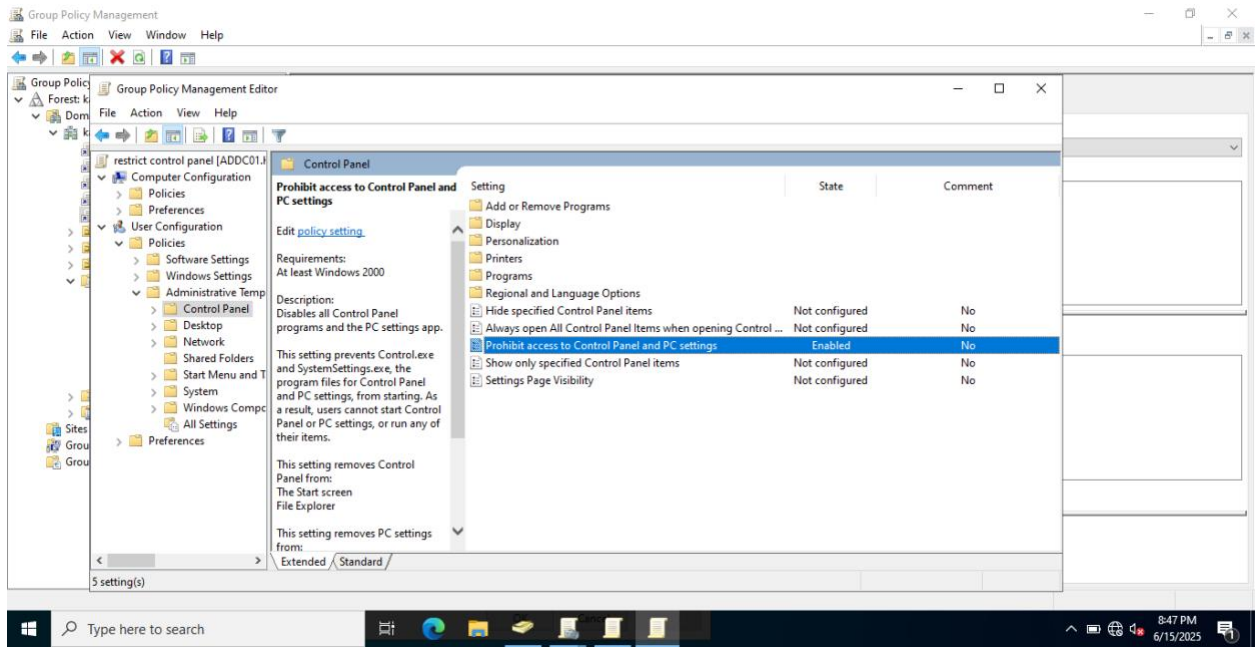 Group Policy Management
File Action View Window Help
Group Policy
Forest: k
Dom
k
Sites
Grou
Grou
Group Policy Management Editor
File Action View Help
restrict control panel [ADDC01.
Computer Configuration
Policies
Preferences
User Configuration
Policies
Software Settings
Windows Settings
Administrative Temp
Control Panel
Desktop
Network
Shared Folders
Start Menu and T
System
Windows Compo
All Settings
Preferences
Control Panel
Prohibit access to Control Panel and
PC settings
Edit policy setting
Requirements:
At least Windows 2000
Description:
Disables all Control Panel
programs and the PC settings app.
This setting prevents Control.exe
and SystemSettings.exe, the
program files for Control Panel
and PC settings, from starting. As
a result, users cannot start Control
Panel or PC settings, or run any of
their items.
This setting removes Control
Panel from:
The Start screen
File Explorer
This setting removes PC settings
from:
Setting State Comment
Add or Remove Programs
Display
Personalization
Printers
Programs
Regional and Language Options
Hide specified Control Panel items Not configured No
Always open All Control Panel Items when opening Control ... Not configured No
Prohibit access to Control Panel and PC settings Enabled No
Show only specified Control Panel items Not configured No
Settings Page Visibility Not configured No
Extended Standard
5 setting(s)
Type here to search
8:47 PM
6/15/2025